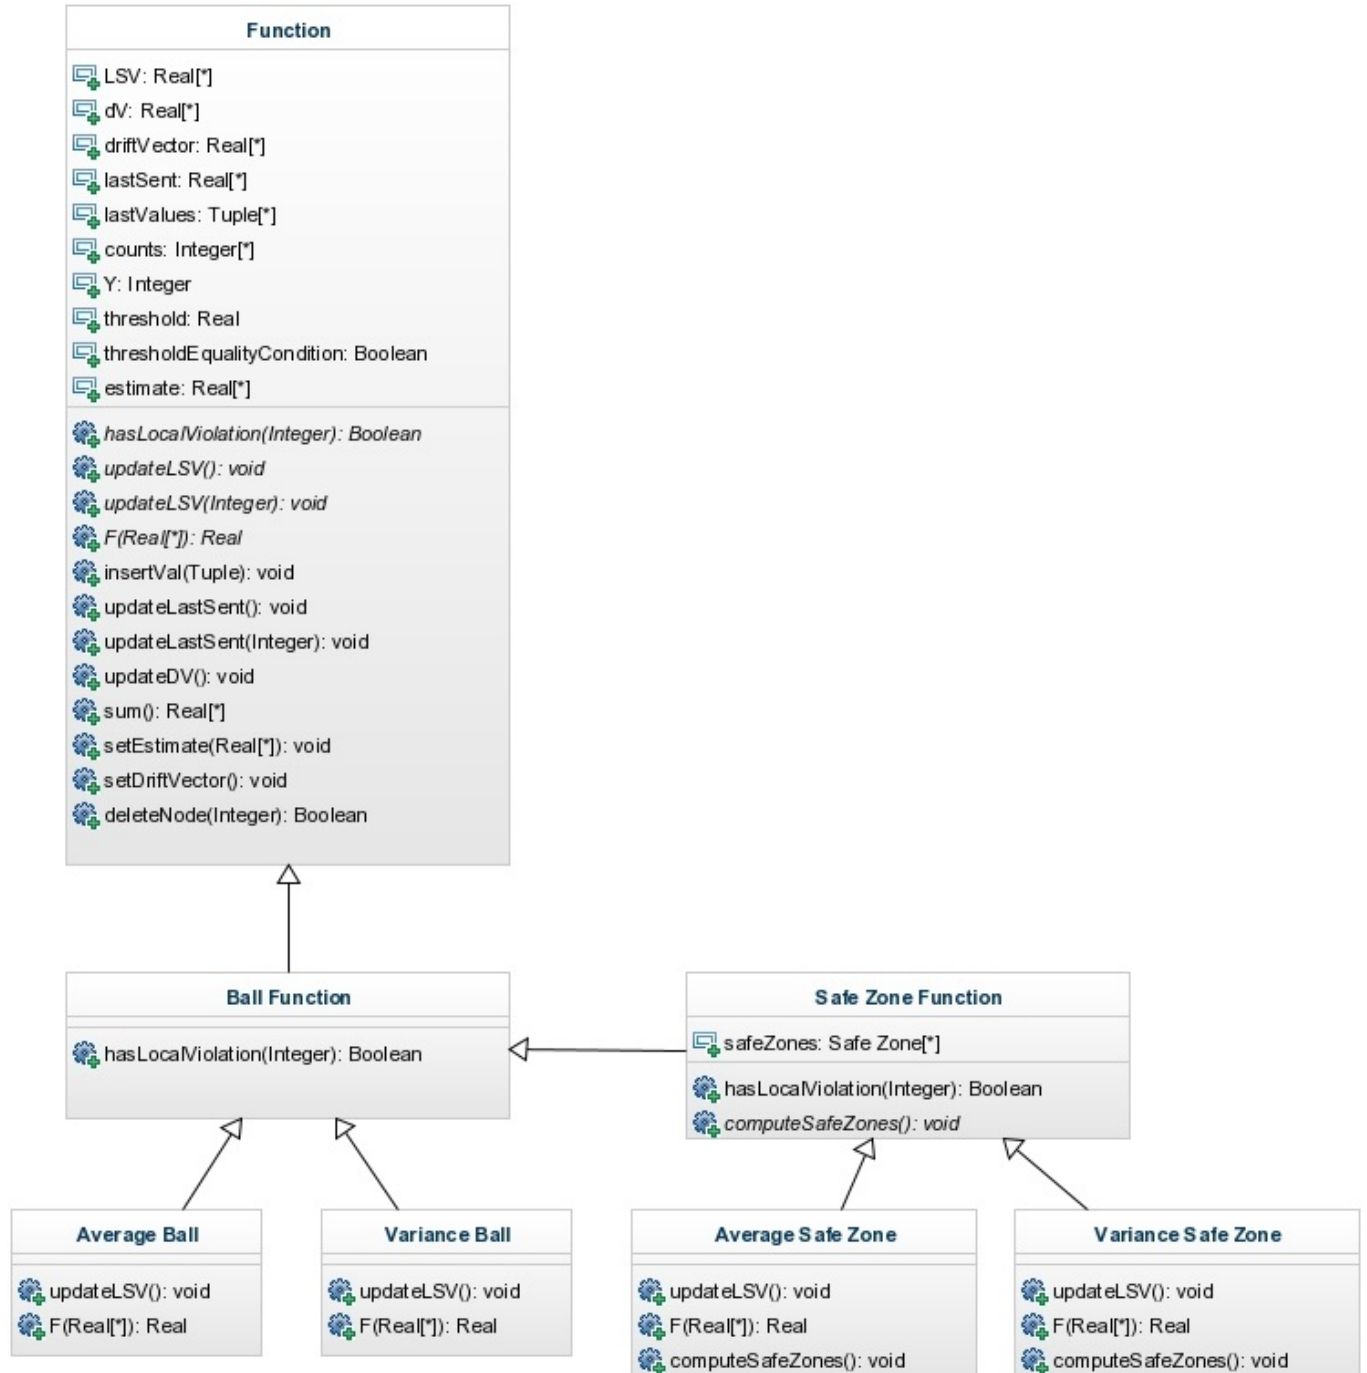 Function
LSV: Real[*]
dV: Real[*]
driftVector: Real[*]
lastSent: Real[*]
lastValues: Tuple[*]
counts: Integer[*]
Y: Integer
threshold: Real
thresholdEqualityCondition: Boolean
estimate: Real[*]
hasLocalViolation(Integer): Boolean
updateLSV(): void
updateLSV(Integer): void
F(Real[*]): Real
insertVal(Tuple): void
updateLastSent(): void
updateLastSent(Integer): void
updateDV(): void
sum(): Real[*]
setEstimate(Real[*]): void
setDriftVector(): void
deleteNode(Integer): Boolean
Ball Function
hasLocalViolation(Integer): Boolean
Safe Zone Function
safeZones: Safe Zone[*]
hasLocalViolation(Integer): Boolean
computeSafeZones(): void
Average Ball
updateLSV(): void
F(Real[*]): Real
Variance Ball
updateLSV(): void
F(Real[*]): Real
Average Safe Zone
updateLSV(): void
F(Real[*]): Real
computeSafeZones(): void
Variance Safe Zone
updateLSV(): void
F(Real[*]): Real
computeSafeZones(): void